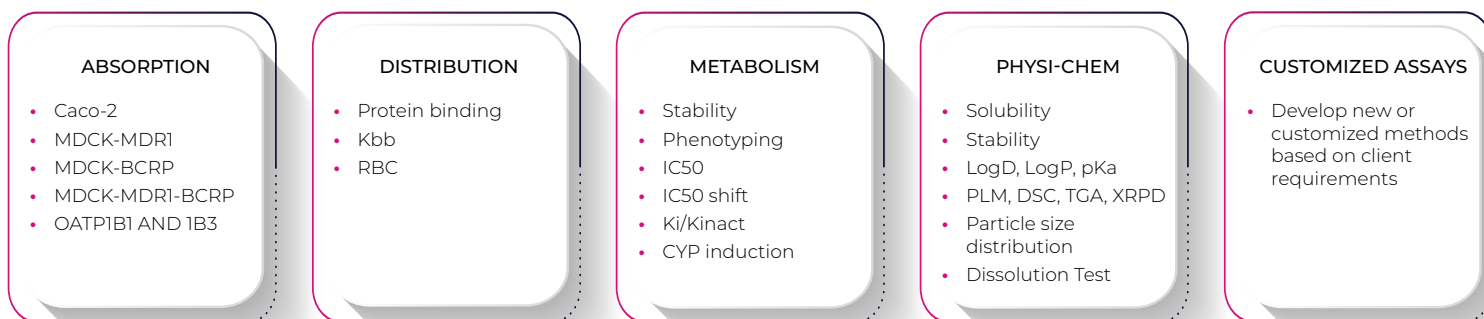 ABSORPTION
• Caco-2
• MDCK-MDR1
• MDCK-BCRP
• MDCK-MDR1-BCRP
• OATP1B1 AND 1B3
DISTRIBUTION
• Protein binding
• Kbb
• RBC
METABOLISM
• Stability
• Phenotyping
• IC50
• IC50 shift
• Ki/Kinact
• CYP induction
PHYSI-CHEM
• Solubility
• Stability
• LogD, LogP, pKa
• PLM, DSC, TGA, XRPD
• Particle size
distribution
• Dissolution Test
CUSTOMIZED ASSAYS
• Develop new or
customized methods
based on client
requirements